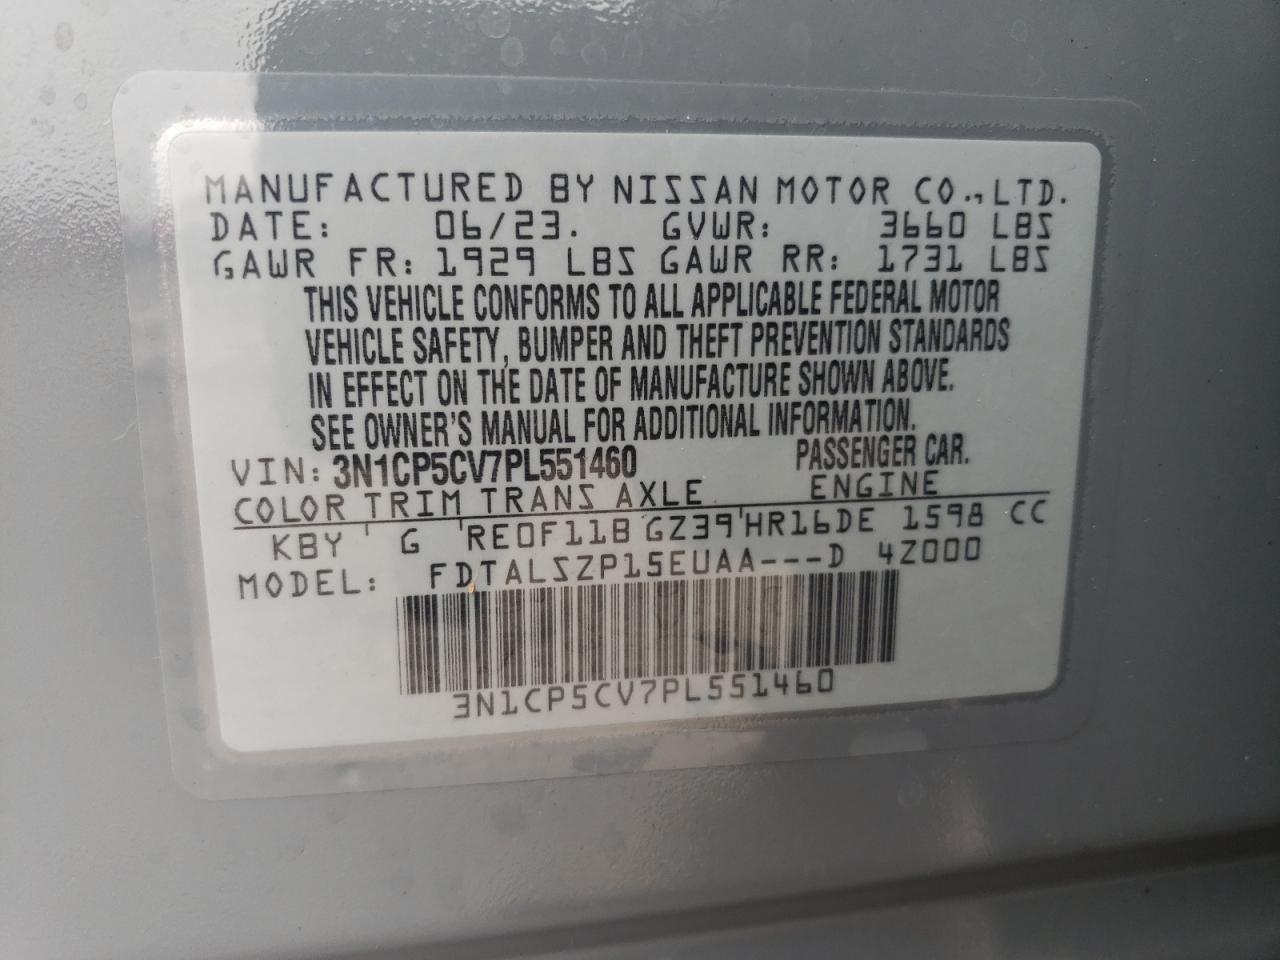 MANUFACTURED BY NISSAN MOTOR CO., LTD.
DATE: 06/23. GVWR: 3660 LBS
GAWR FR: 1929 LBS GAWR RR: 1731 LBS
THIS VEHICLE CONFORMS TO ALL APPLICABLE FEDERAL MOTOR
VEHICLE SAFETY, BUMPER AND THEFT PREVENTION STANDARDS
IN EFFECT ON THE DATE OF MANUFACTURE SHOWN ABOVE.
SEE OWNER'S MANUAL FOR ADDITIONAL INFORMATION.
VIN: 3N1CP5CV7PL551460 PASSENGER CAR.
COLOR TRIM TRANS AXLE ENGINE
KBY G RE0F11B GZ39 HR16DE 1598 CC
MODEL: FDTALSZP15EUAA---D 4Z000
3N1CP5CV7PL551460